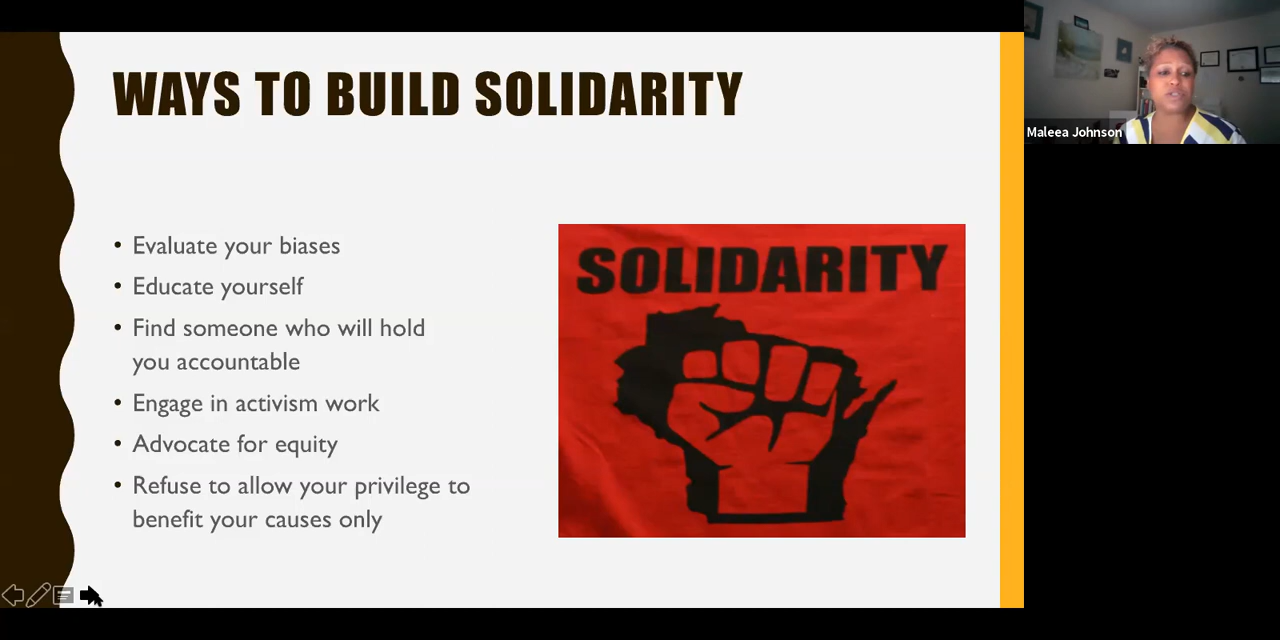 WAYS TO BUILD SOLIDARITY
• Evaluate your biases
• Educate yourself
• Find someone who will hold
you accountable
• Engage in activism work
• Advocate for equity
• Refuse to allow your privilege to
benefit your causes only
SOLIDARITY
Maleea Johnson